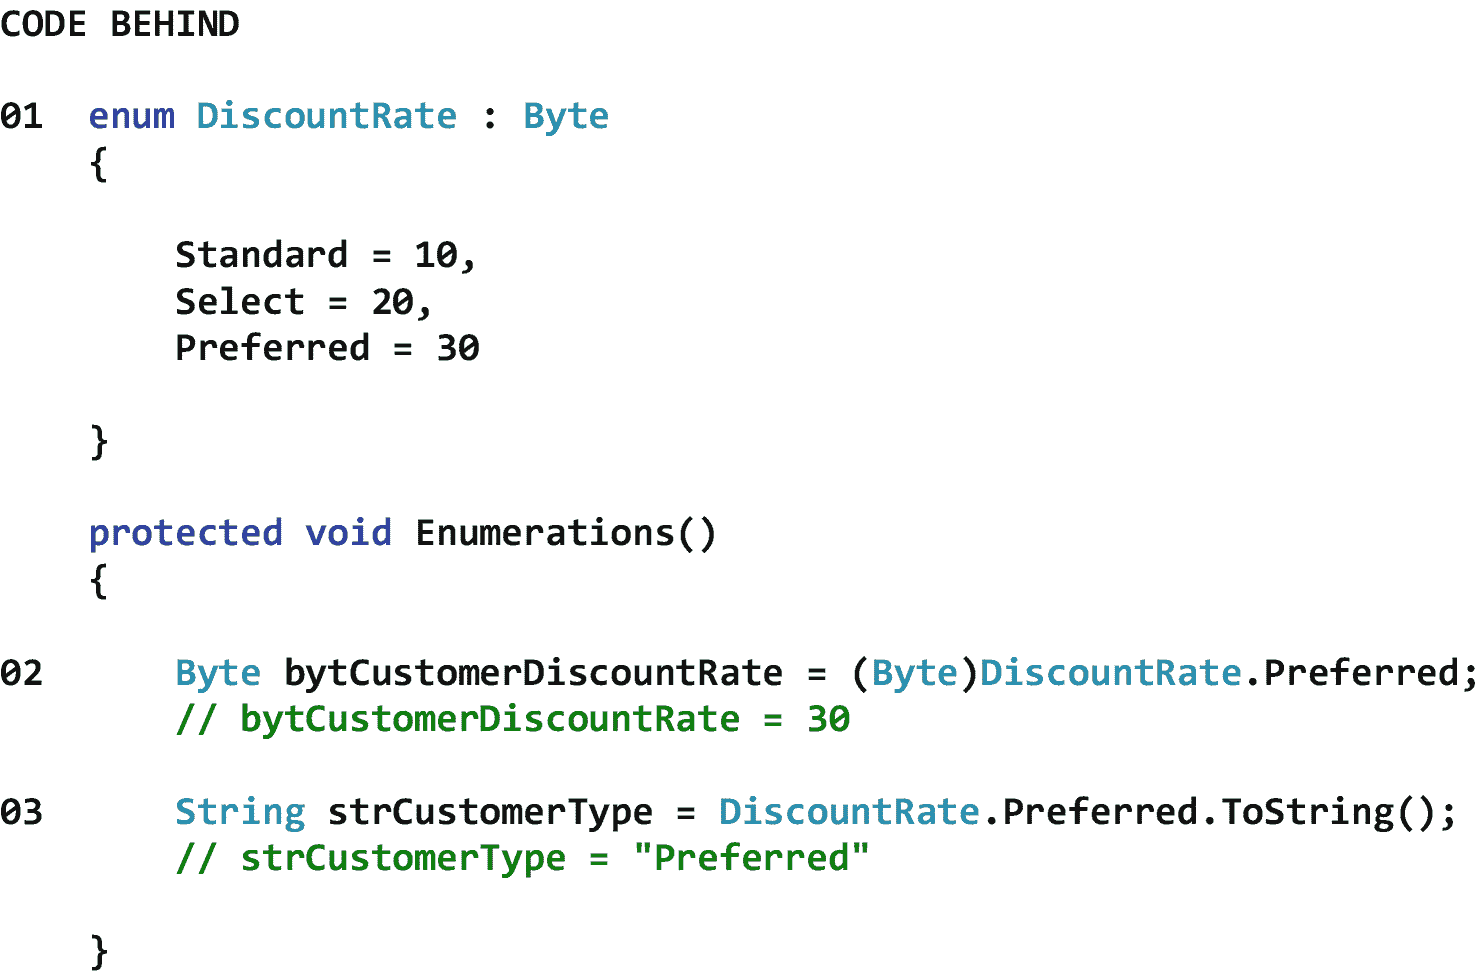 CODE BEHIND
01 enum DiscountRate : Byte
{
Standard = 10,
Select = 20,
Preferred = 30
}
protected void Enumerations()
{
02 Byte bytCustomerDiscountRate = (Byte)DiscountRate.Preferred;
// bytCustomerDiscountRate = 30
03 String strCustomerType = DiscountRate.Preferred.ToString();
// strCustomerType = "Preferred"
}